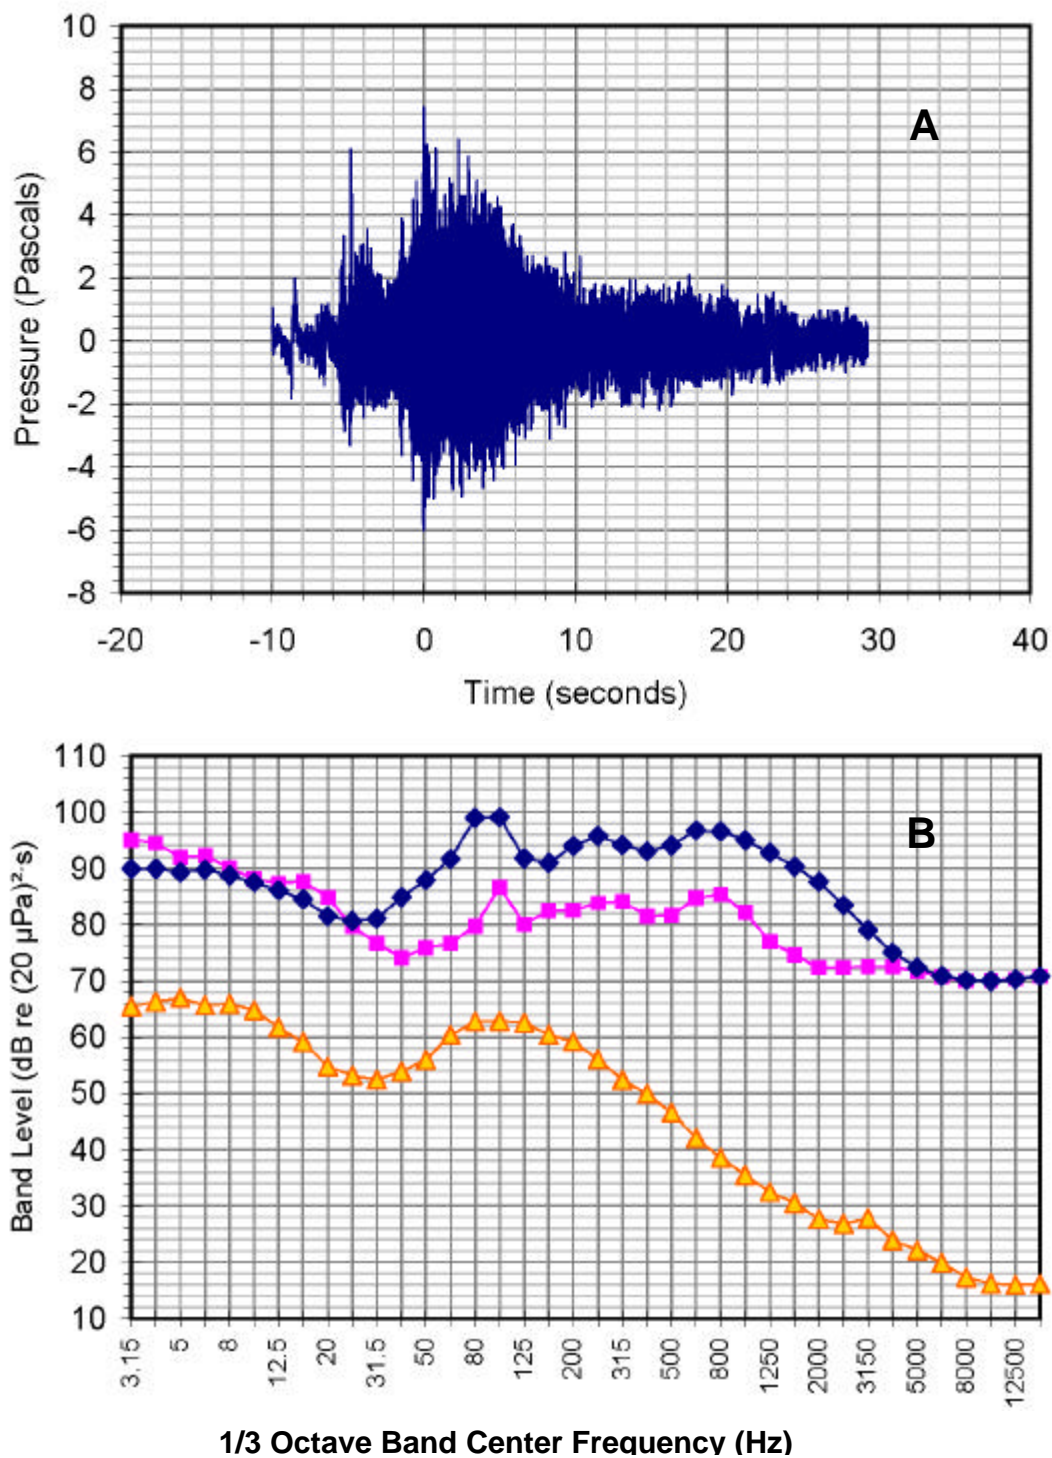 10
8
6
4
2
0
-2
-4
-6
-8
Pressure (Pascals)
A
-20 -10 0 10 20 30 40
Time (seconds)
110
100
90
80
70
60
50
40
30
20
10
Band Level (dB re (20 µPa)²·s)
B
3.15 5 8 12.5 20 31.5 50 80 125 200 315 500 800 1250 2000 3150 5000 8000 12500
1/3 Octave Band Center Frequency (Hz)